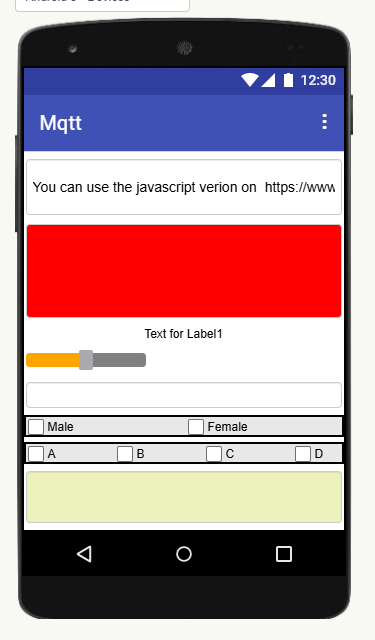 12:30
Mqtt
You can use the javascript verion on https://www
Text for Label1
Male Female
A B C D